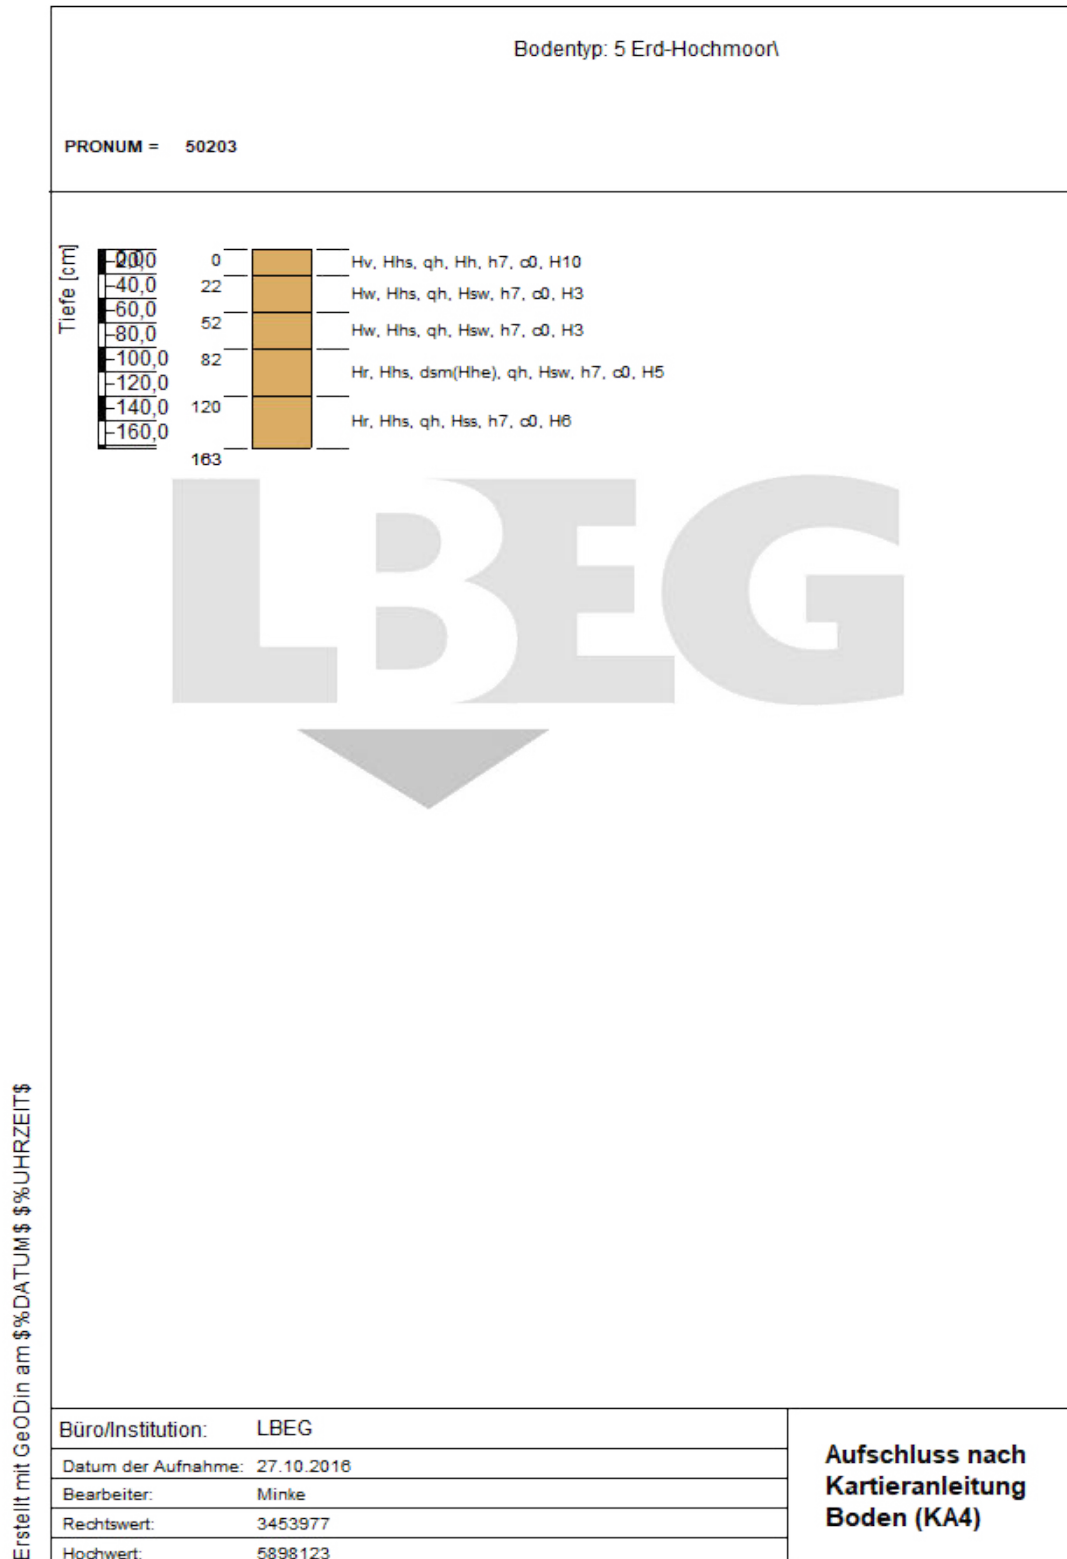 Bodentyp: 5 Erd-Hochmoor\
PRONUM = 50203
Tiefe [cm]
0,0
-20,0
-40,0
-60,0
-80,0
-100,0
-120,0
-140,0
-160,0
0
22
52
82
120
163
Hv, Hhs, qh, Hh, h7, c0, H10
Hw, Hhs, qh, Hsw, h7, c0, H3
Hw, Hhs, qh, Hsw, h7, c0, H3
Hr, Hhs, dsm(Hhe), qh, Hsw, h7, c0, H5
Hr, Hhs, qh, Hss, h7, c0, H6
LBEG
Erstellt mit GeODin am $%DATUM$ $%UHRZEIT$
Büro/Institution: LBEG
Datum der Aufnahme: 27.10.2016
Bearbeiter: Minke
Rechtswert: 3453977
Hochwert: 5898123
Aufschluss nach
Kartieranleitung
Boden (KA4)